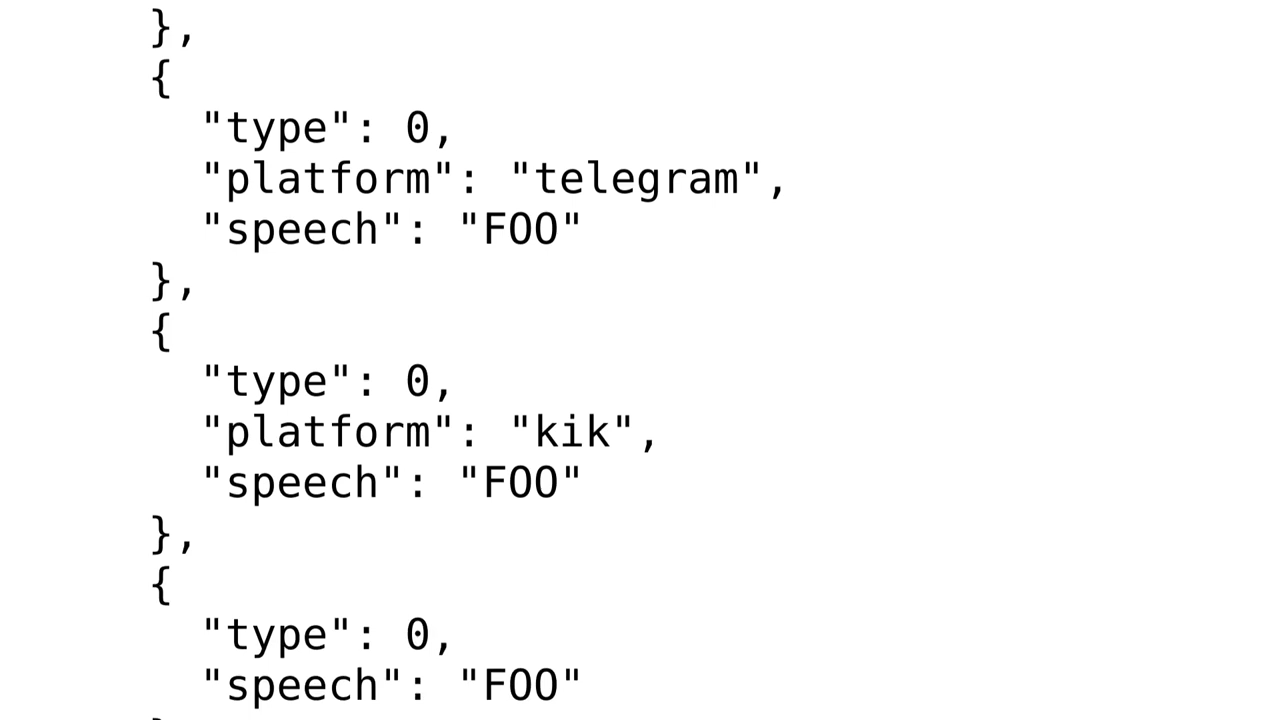 },
{
"type": 0,
"platform": "telegram",
"speech": "FOO"
},
{
"type": 0,
"platform": "kik",
"speech": "FOO"
},
{
"type": 0,
"speech": "FOO"